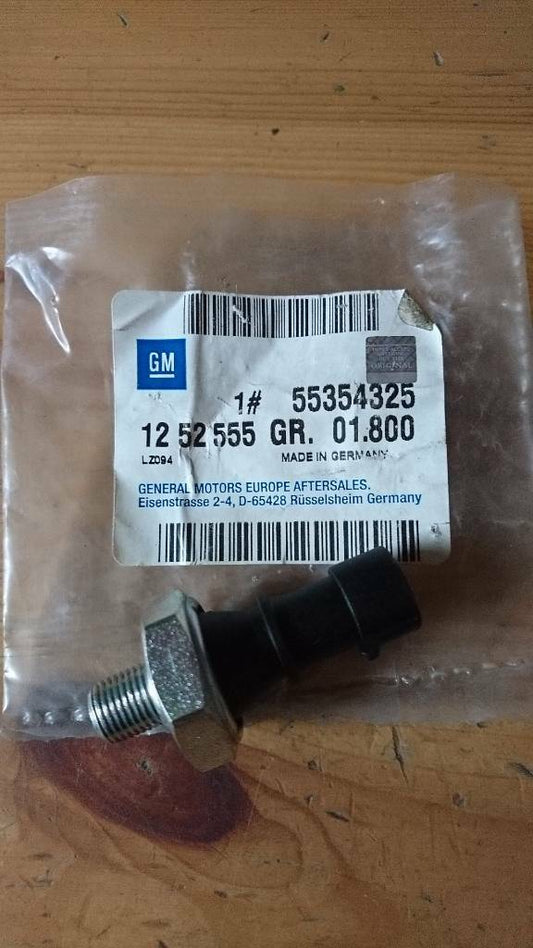 GM
ORIGINAL
1# 55354325
12 52 555 GR. 01.800
LZ094 MADE IN GERMANY
GENERAL MOTORS EUROPE AFTERSALES.
Eisenstrasse 2-4, D-65428 Rüsselsheim Germany